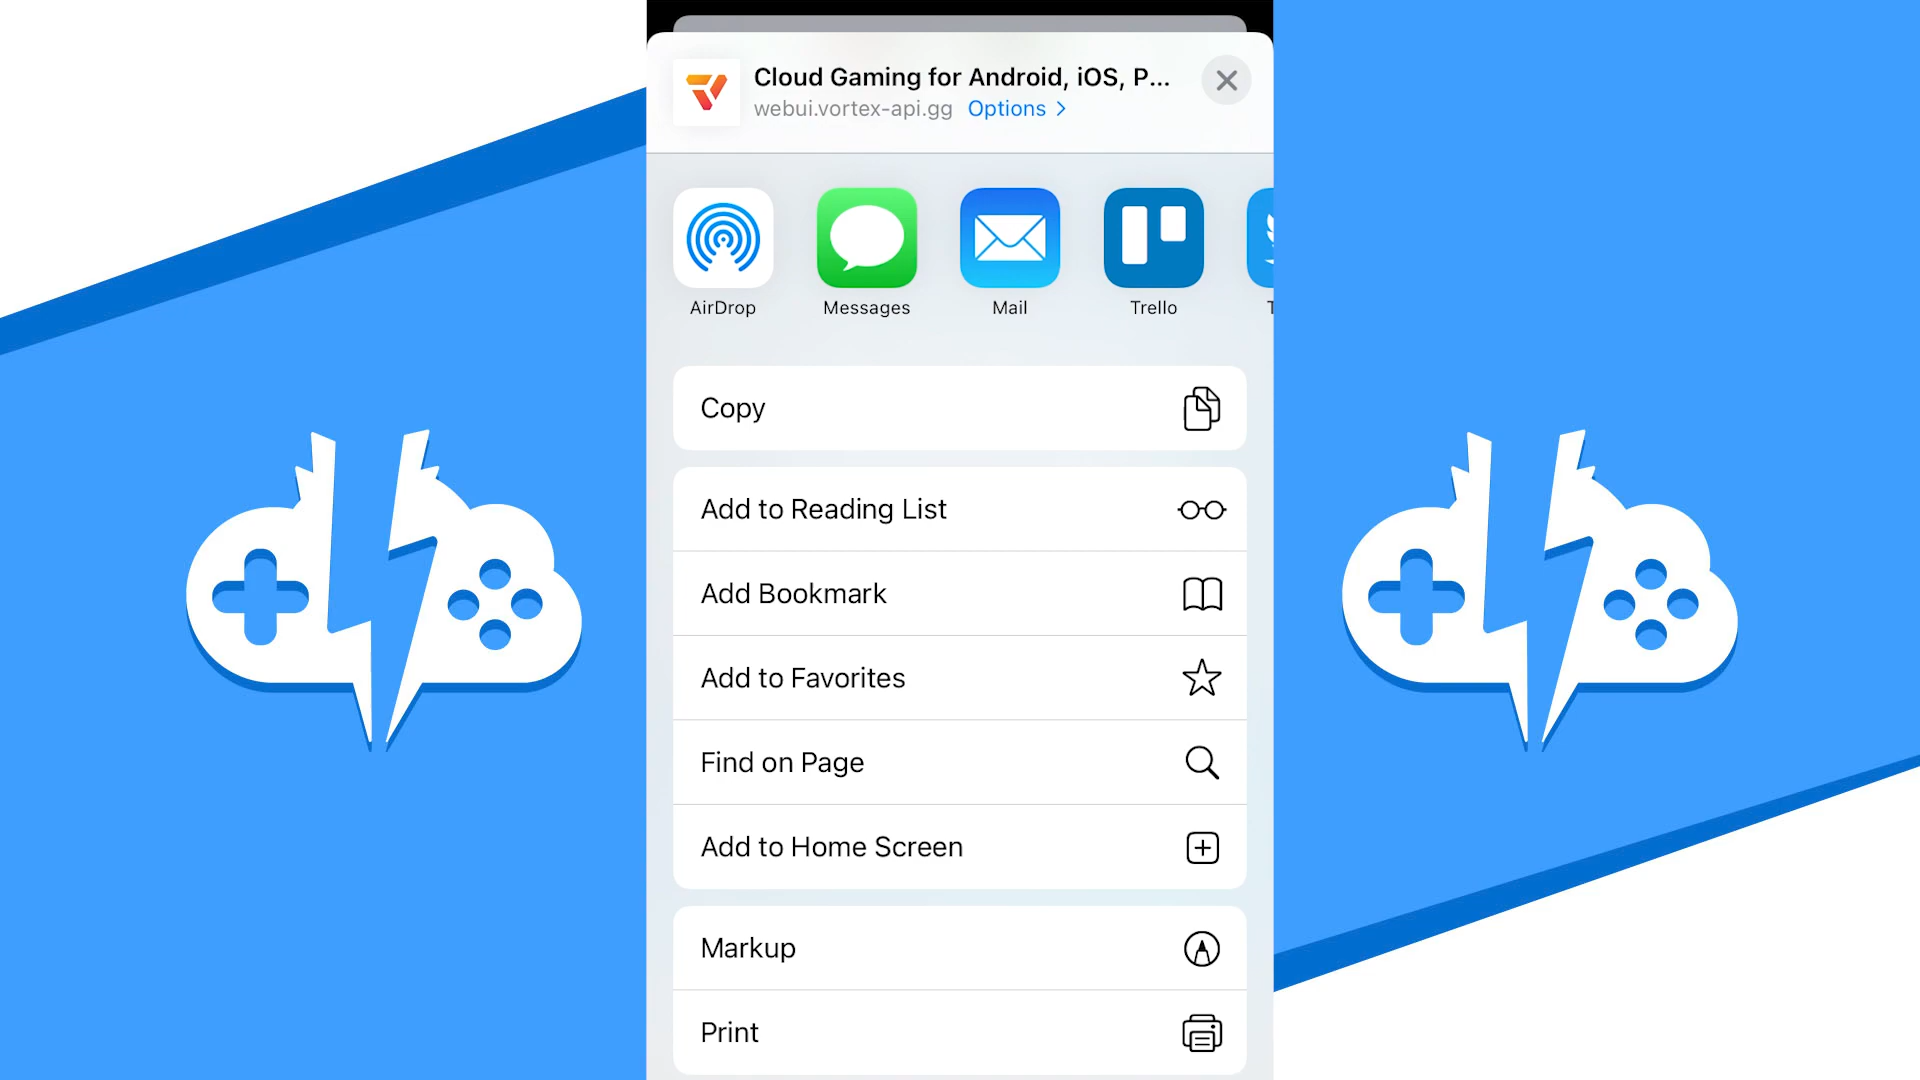 Cloud Gaming for Android, iOS, P...
webui.vortex-api.gg Options >
AirDrop
Messages
Mail
Trello
T
Copy
Add to Reading List
Add Bookmark
Add to Favorites
Find on Page
Add to Home Screen
Markup
Print